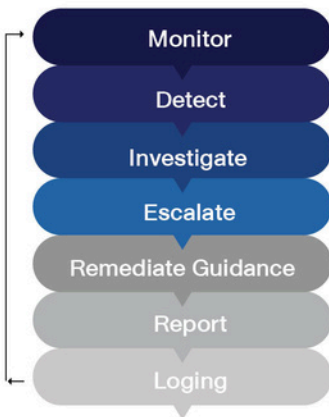 Monitor
Detect
Investigate
Escalate
Remediate Guidance
Report
Loging